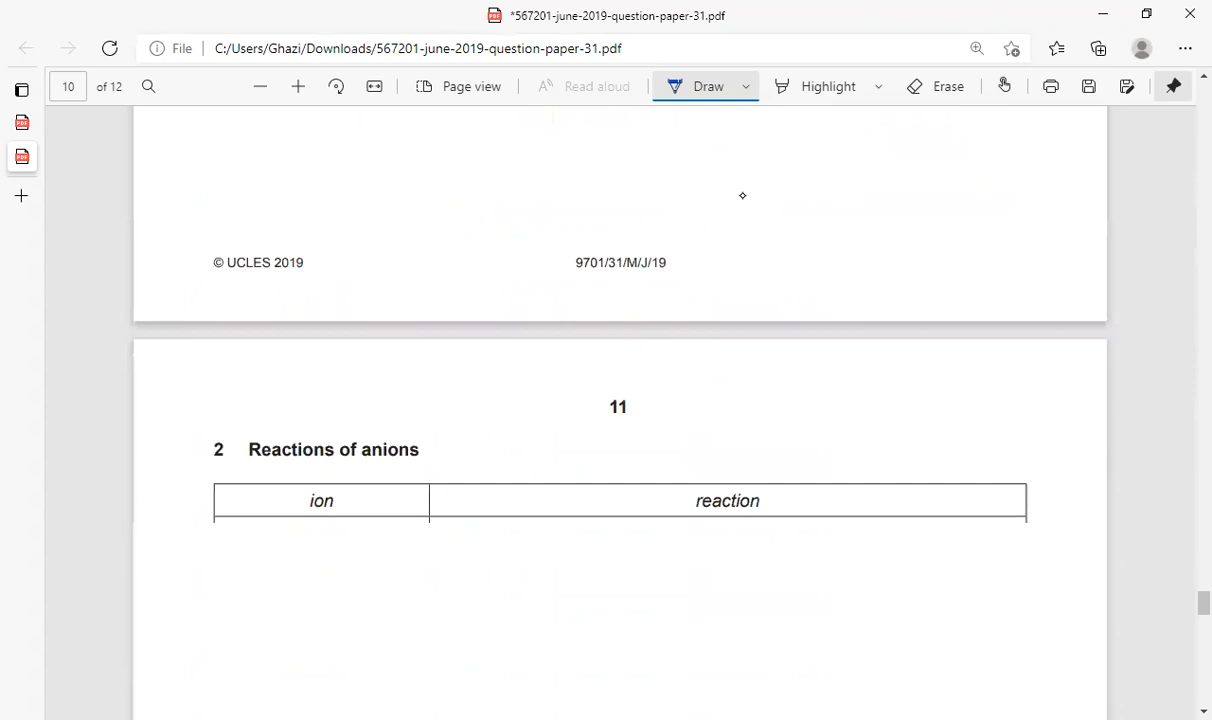 *567201-june-2019-question-paper-31.pdf
File C:/Users/Ghazi/Downloads/567201-june-2019-question-paper-31.pdf
10 of 12 Page view Read aloud Draw Highlight Erase
© UCLES 2019 9701/31/M/J/19
11
2 Reactions of anions
ion reaction